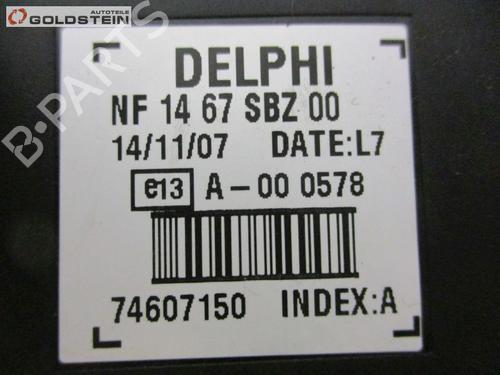 Autoteile
GOLDSTEIN
B-PARTS
DELPHI
NF 14 67 SBZ 00
14/11/07 DATE:L7
e13 A-00 0578
74607150 INDEX:A